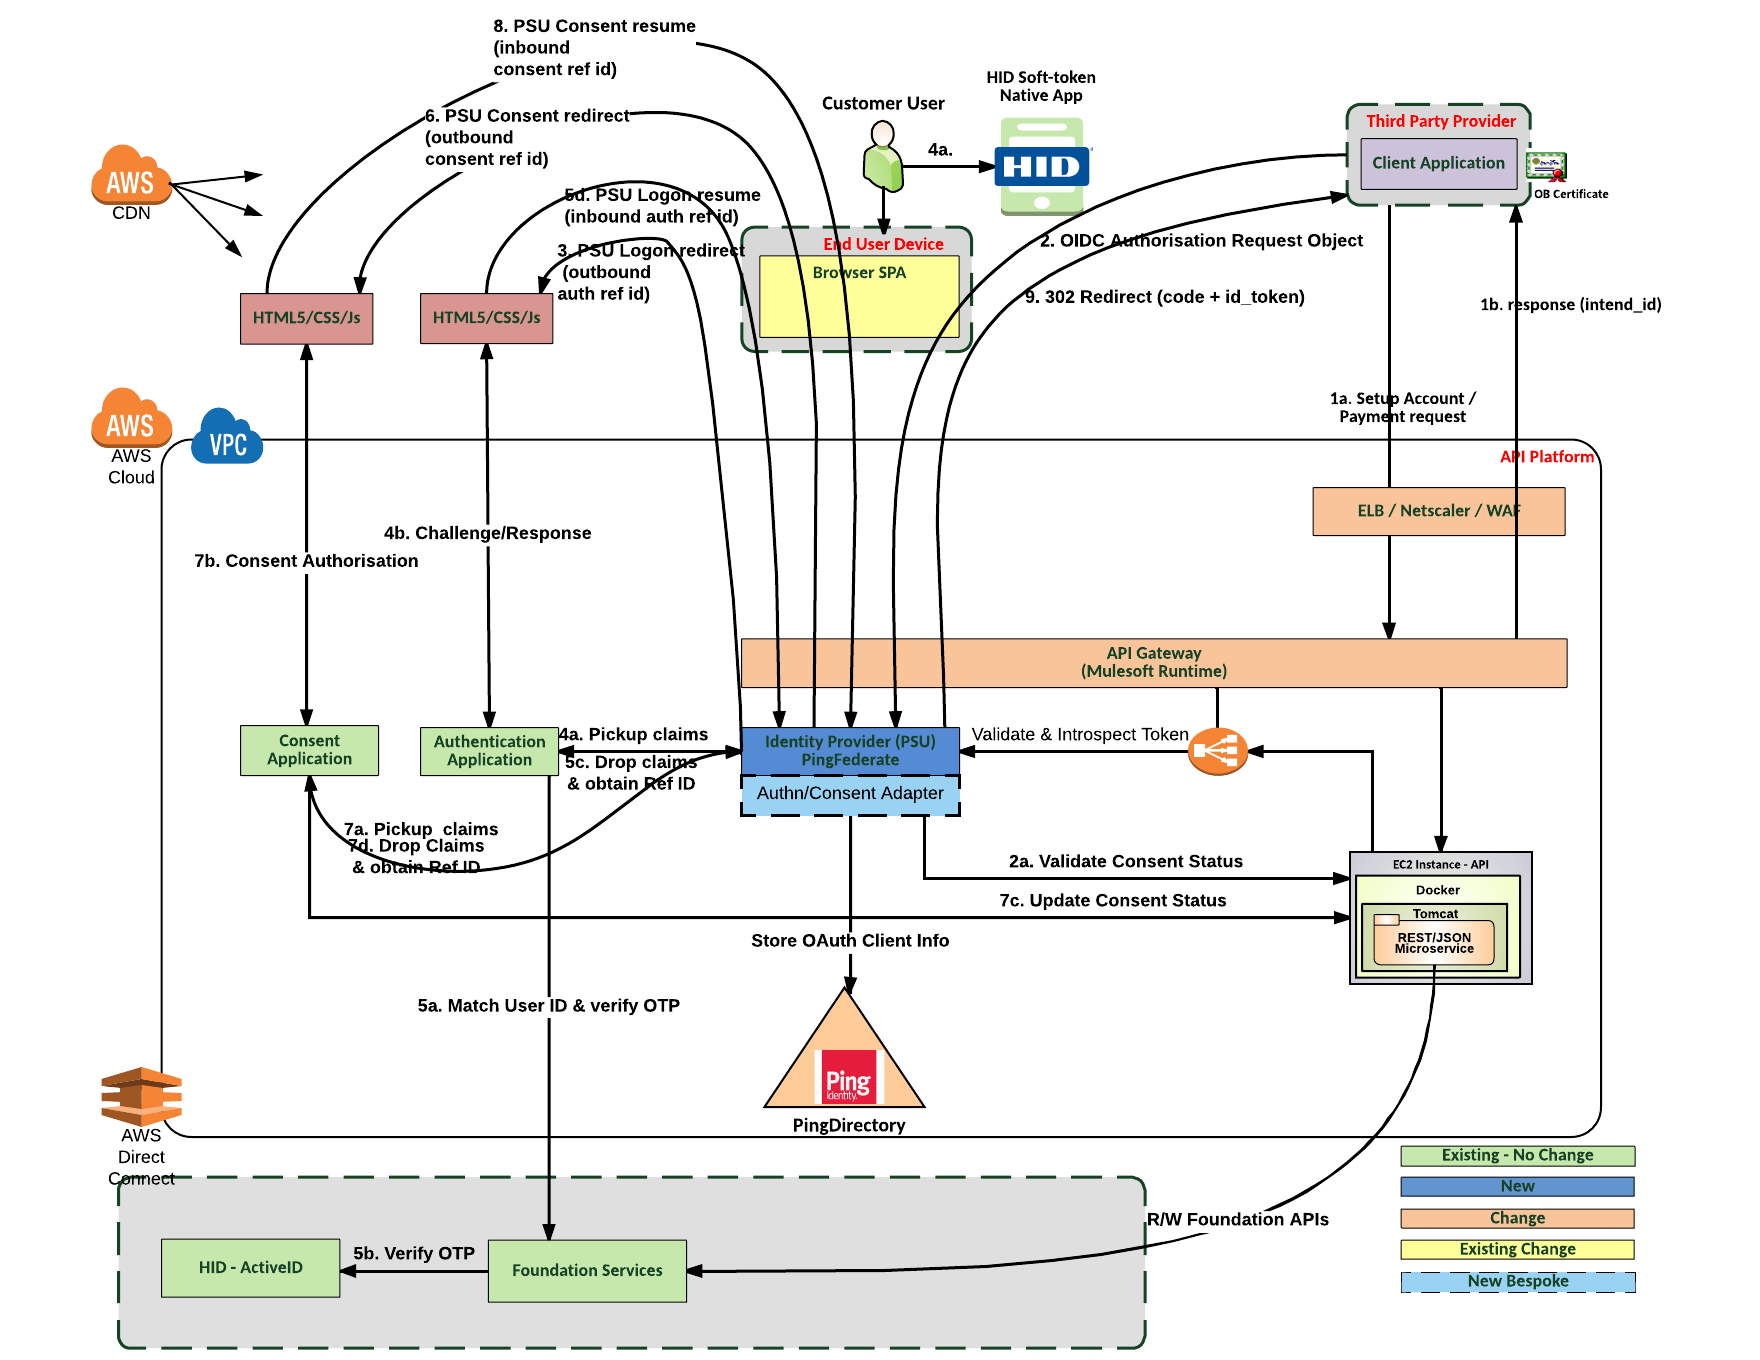 8. PSU Consent resume
(inbound
consent ref id)
6. PSU Consent redirect
(outbound
consent ref id)
5d. PSU Logon resume
(inbound auth ref id)
3. PSU Logon redirect
(outbound
auth ref id)
Customer User
4a.
HID Soft-token
Native App
HID
Third Party Provider
Client Application
OB Certificate
AWS
CDN
End User Device
Browser SPA
2. OIDC Authorisation Request Object
9. 302 Redirect (code + id_token)
1b. response (intend_id)
HTML5/CSS/Js
HTML5/CSS/Js
1a. Setup Account /
Payment request
AWS
AWS
Cloud
VPC
API Platform
ELB / Netscaler / WAF
4b. Challenge/Response
7b. Consent Authorisation
API Gateway
(Mulesoft Runtime)
Consent
Application
Authentication
Application
4a. Pickup claims
5c. Drop claims
& obtain Ref ID
Identity Provider (PSU)
PingFederate
Authn/Consent Adapter
Validate & Introspect Token
7a. Pickup claims
7d. Drop Claims
& obtain Ref ID
2a. Validate Consent Status
7c. Update Consent Status
EC2 Instance - API
Docker
Tomcat
REST/JSON
Microservice
Store OAuth Client Info
5a. Match User ID & verify OTP
Ping
Identity.
PingDirectory
AWS
Direct
Connect
R/W Foundation APIs
HID - ActiveID
5b. Verify OTP
Foundation Services
Existing - No Change
New
Change
Existing Change
New Bespoke